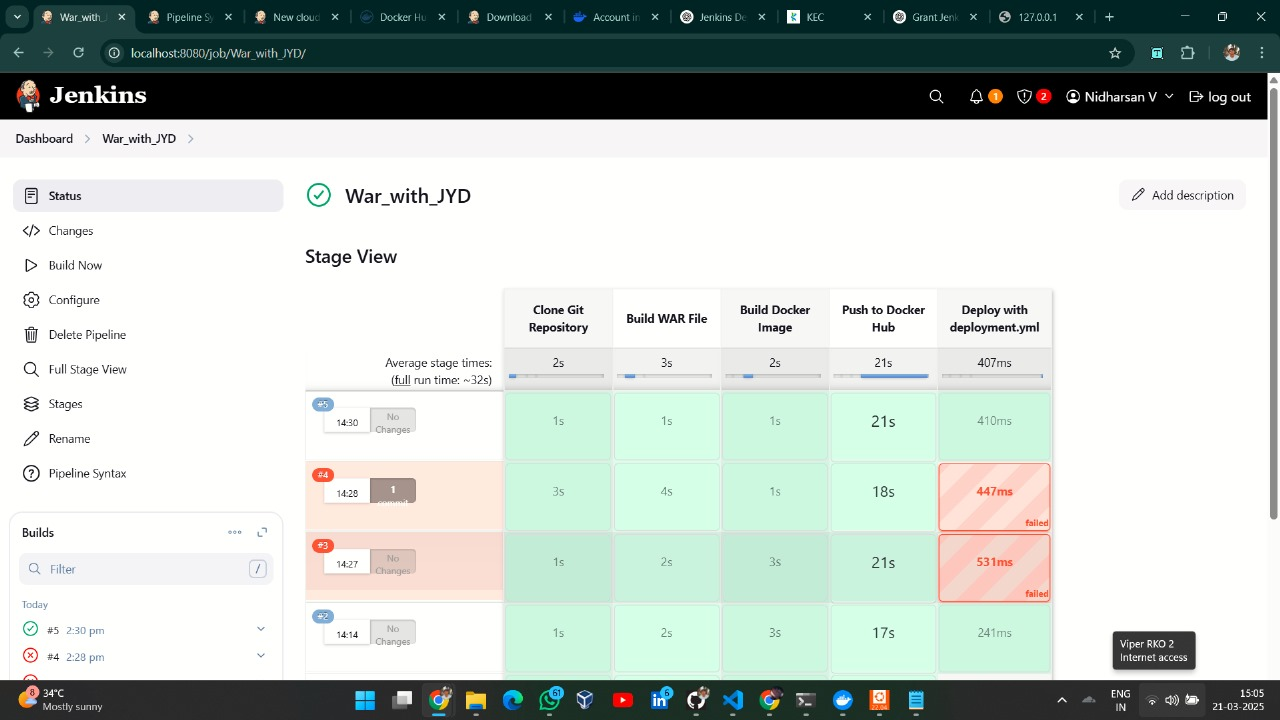 War_with_J
Pipeline Sy
New cloud
Docker Hu
Download
Account in
Jenkins De
KEC
Grant Jenk
127.0.0.1
localhost:8080/job/War_with_JYD/
Jenkins
1
2
Nidharsan V
log out
Dashboard
War_with_JYD
Status
Changes
Build Now
Configure
Delete Pipeline
Full Stage View
Stages
Rename
Pipeline Syntax
Builds
Filter
/
Today
#5 2:30 pm
#4 2:28 pm
War_with_JYD
Add description
Stage View
Clone Git
Repository
Build WAR File
Build Docker
Image
Push to Docker
Hub
Deploy with
deployment.yml
Average stage times:
(full run time: ~32s)
2s
3s
2s
21s
407ms
#5
14:30
No
Changes
1s
1s
1s
21s
410ms
#4
14:28
1
commit
3s
4s
1s
18s
447ms
failed
#3
14:27
No
Changes
1s
2s
3s
21s
531ms
failed
#2
14:14
No
Changes
1s
2s
3s
17s
241ms
Viper RKO 2
Internet access
8
34°C
Mostly sunny
61
6
22.04
ENG
IN
15:05
21-03-2025